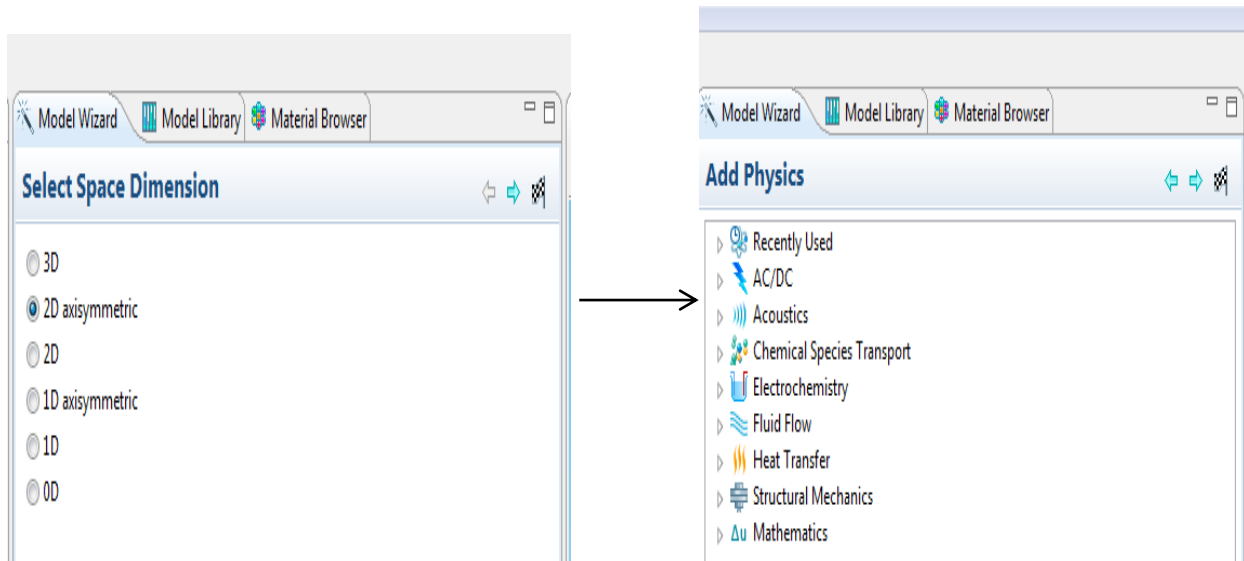 Model Wizard Model Library Material Browser
Select Space Dimension
3D
2D axisymmetric
2D
1D axisymmetric
1D
0D
Model Wizard Model Library Material Browser
Add Physics
Recently Used
AC/DC
Acoustics
Chemical Species Transport
Electrochemistry
Fluid Flow
Heat Transfer
Structural Mechanics
Δu Mathematics